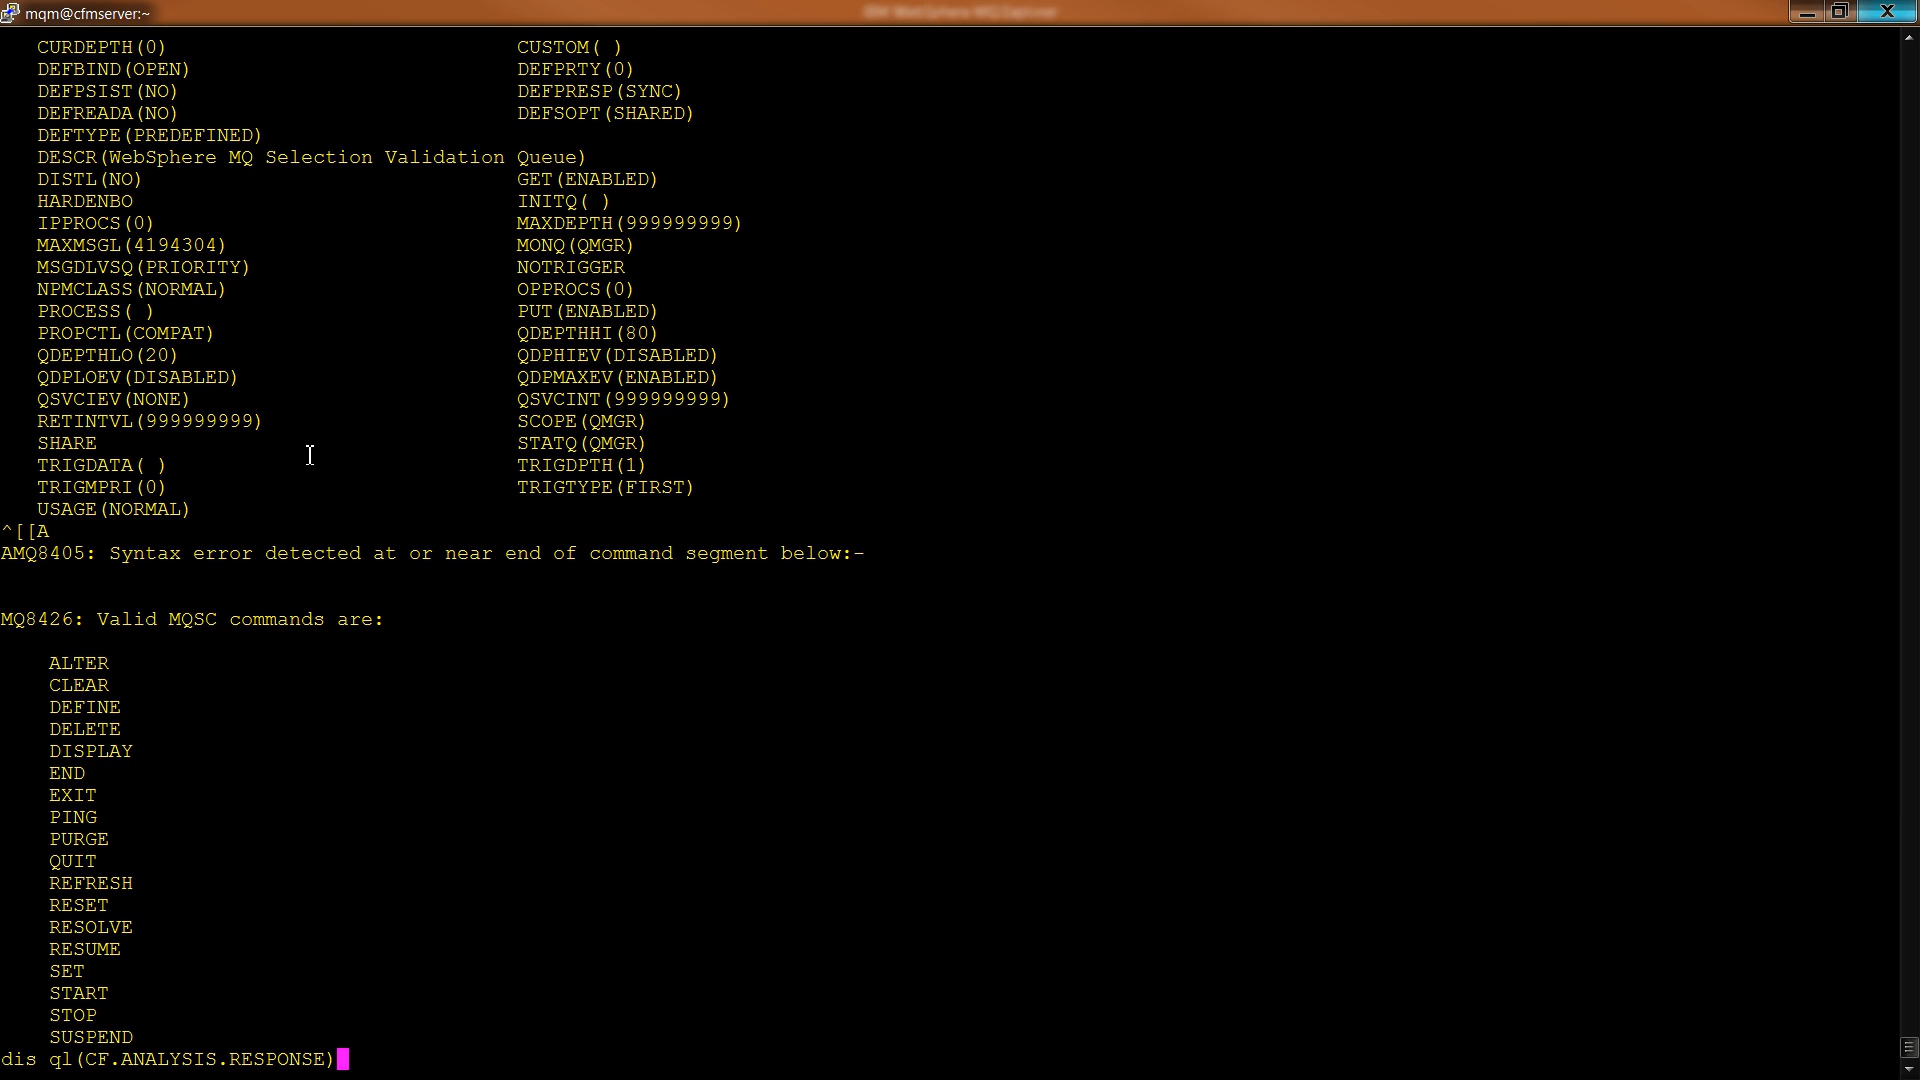 mqm@cfmserver:~
IBM WebSphere MQ Explorer
CURDEPTH(0) CUSTOM( )
DEFBIND(OPEN) DEFPRTY(0)
DEFPSIST(NO) DEFPRESP(SYNC)
DEFREADA(NO) DEFSOPT(SHARED)
DEFTYPE(PREDEFINED)
DESCR(WebSphere MQ Selection Validation Queue)
DISTL(NO) GET(ENABLED)
HARDENBO INITQ( )
IPPROCS(0) MAXDEPTH(999999999)
MAXMSGL(4194304) MONQ(QMGR)
MSGDLVSQ(PRIORITY) NOTRIGGER
NPMCLASS(NORMAL) OPPROCS(0)
PROCESS( ) PUT(ENABLED)
PROPCTL(COMPAT) QDEPTHHI(80)
QDEPTHLO(20) QDPHIEV(DISABLED)
QDPLOEV(DISABLED) QDPMAXEV(ENABLED)
QSVCIEV(NONE) QSVCINT(999999999)
RETINTVL(999999999) SCOPE(QMGR)
SHARE STATQ(QMGR)
TRIGDATA( ) TRIGDPTH(1)
TRIGMPRI(0) TRIGTYPE(FIRST)
USAGE(NORMAL)
^[[A
AMQ8405: Syntax error detected at or near end of command segment below:-
MQ8426: Valid MQSC commands are:
ALTER
CLEAR
DEFINE
DELETE
DISPLAY
END
EXIT
PING
PURGE
QUIT
REFRESH
RESET
RESOLVE
RESUME
SET
START
STOP
SUSPEND
dis ql(CF.ANALYSIS.RESPONSE)